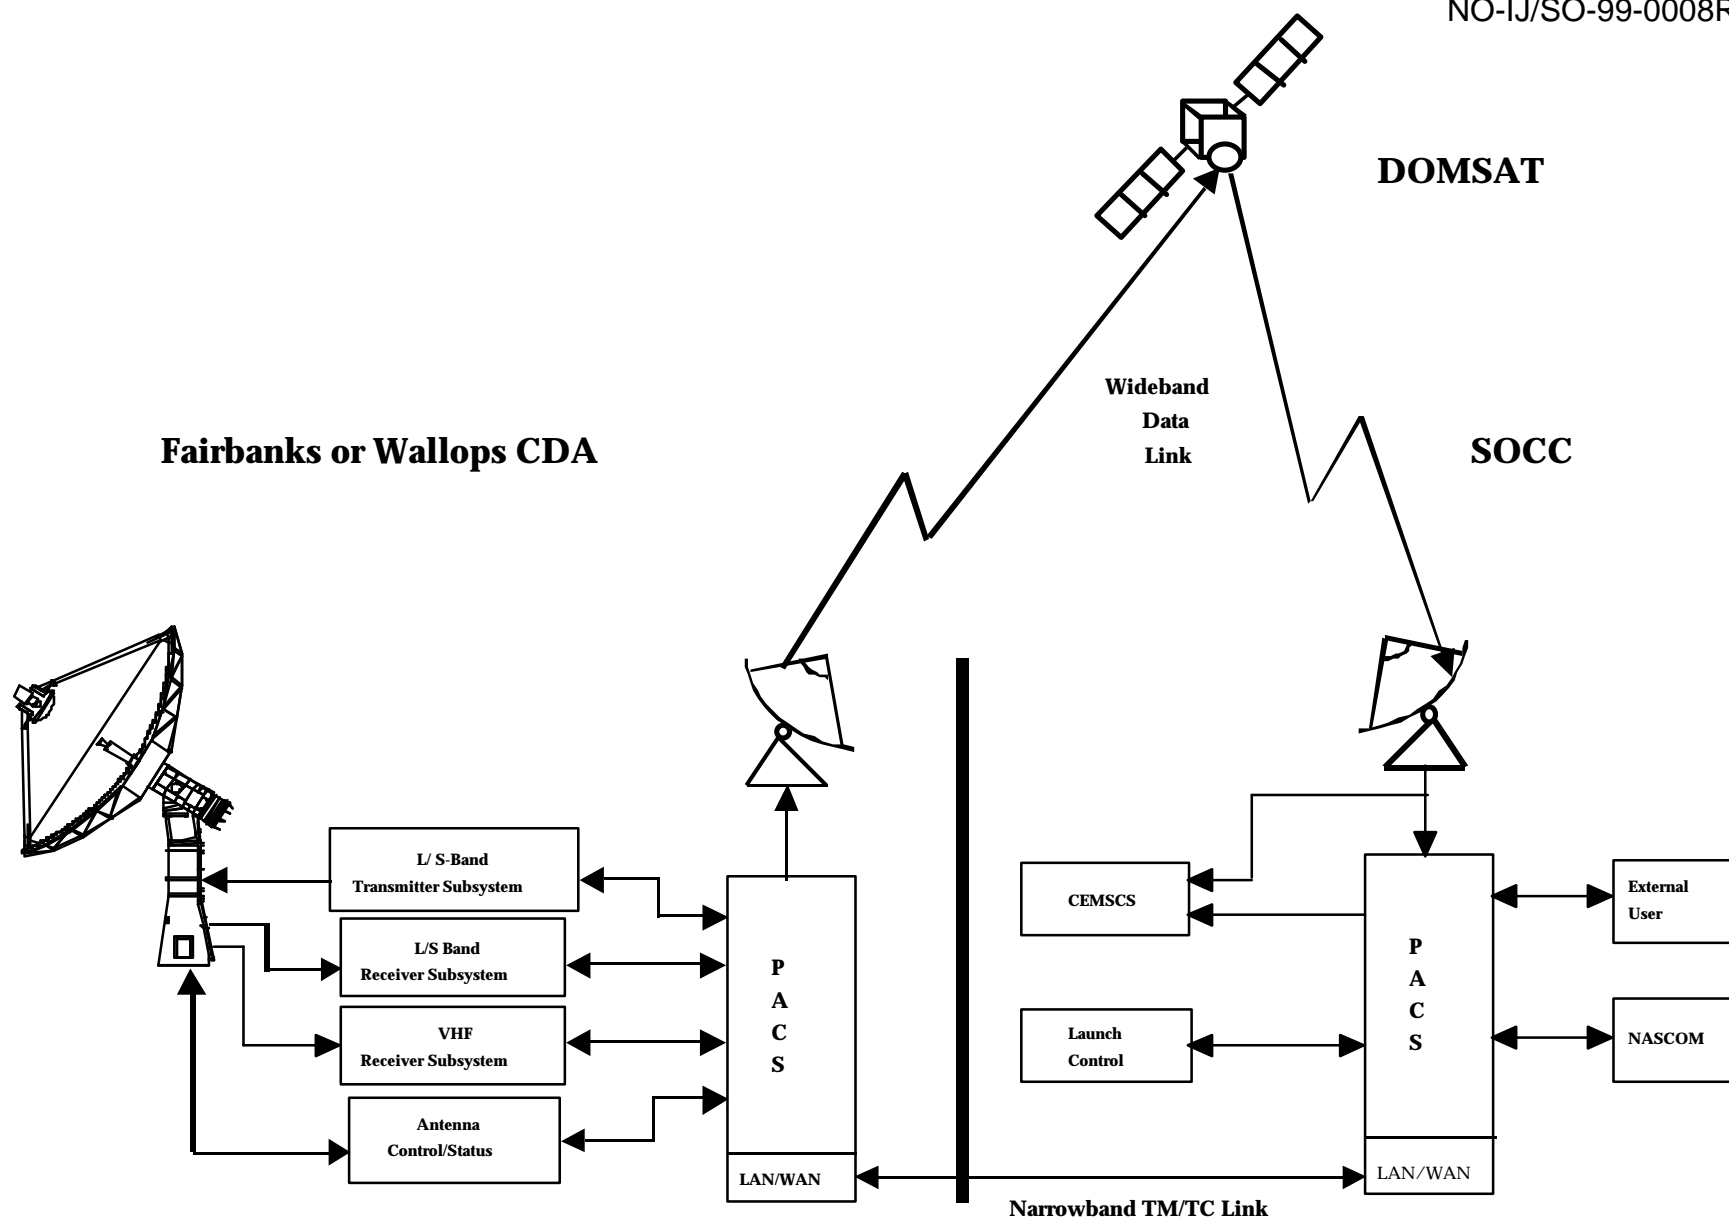 NO-IJ/SO-99-0008R
DOMSAT
Wideband
Data
Link
Fairbanks or Wallops CDA
SOCC
L/ S-Band
Transmitter Subsystem
L/S Band
Receiver Subsystem
VHF
Receiver Subsystem
Antenna
Control/Status
P
A
C
S
LAN/WAN
CEMSCS
Launch
Control
P
A
C
S
LAN/WAN
External
User
NASCOM
Narrowband TM/TC Link